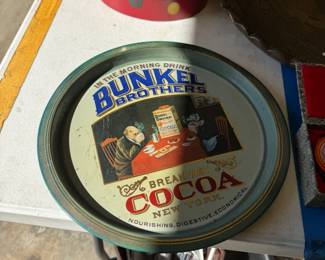 IN THE MORNING DRINK
BUNKEL
BROTHERS
BREAKFAST
COCOA
NEW YORK.
NOURISHING, DIGESTIVE, ECONOMICAL